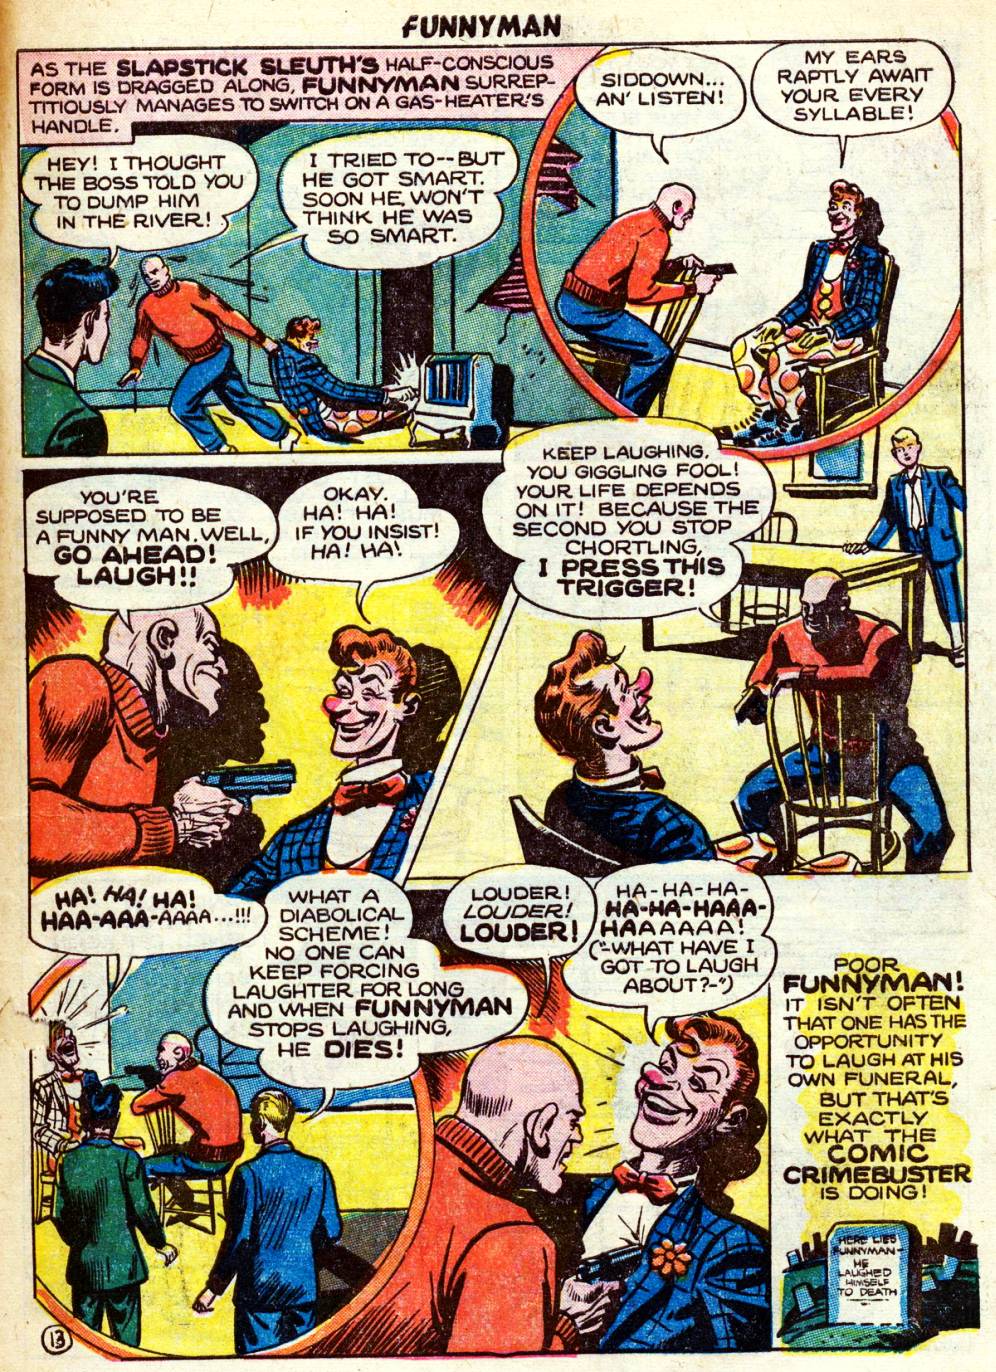 FUNNYMAN
AS THE SLAPSTICK SLEUTH'S HALF-CONSCIOUS
FORM IS DRAGGED ALONG, FUNNYMAN SURREP-
TITIOUSLY MANAGES TO SWITCH ON A GAS-HEATER'S
HANDLE.
HEY! I THOUGHT
THE BOSS TOLD YOU
TO DUMP HIM
IN THE RIVER!
I TRIED TO--BUT
HE GOT SMART.
SOON HE WON'T
THINK HE WAS
SO SMART.
SIDDOWN...
AN' LISTEN!
MY EARS
RAPTLY AWAIT
YOUR EVERY
SYLLABLE!
YOU'RE
SUPPOSED TO BE
A FUNNY MAN. WELL,
GO AHEAD!
LAUGH!!
OKAY.
HA! HA!
IF YOU INSIST!
HA! HA!
KEEP LAUGHING,
YOU GIGGLING FOOL!
YOUR LIFE DEPENDS
ON IT! BECAUSE THE
SECOND YOU STOP
CHORTLING,
I PRESS THIS
TRIGGER!
HA! HA! HA!
HAA-AAA-AAAA...!!!
WHAT A
DIABOLICAL
SCHEME!
NO ONE CAN
KEEP FORCING
LAUGHTER FOR LONG
AND WHEN FUNNYMAN
STOPS LAUGHING,
HE DIES!
LOUDER!
LOUDER!
LOUDER!
HA-HA-HA-
HA-HA-HAAA-
HAAAAAA!
("-WHAT HAVE I
GOT TO LAUGH
ABOUT?-")
POOR
FUNNYMAN!
IT ISN'T OFTEN
THAT ONE HAS THE
OPPORTUNITY
TO LAUGH AT HIS
OWN FUNERAL,
BUT THAT'S
EXACTLY
WHAT THE
COMIC
CRIMEBUSTER
IS DOING!
HERE LIES
FUNNYMAN-
HE
LAUGHED
HIMSELF
TO DEATH
13